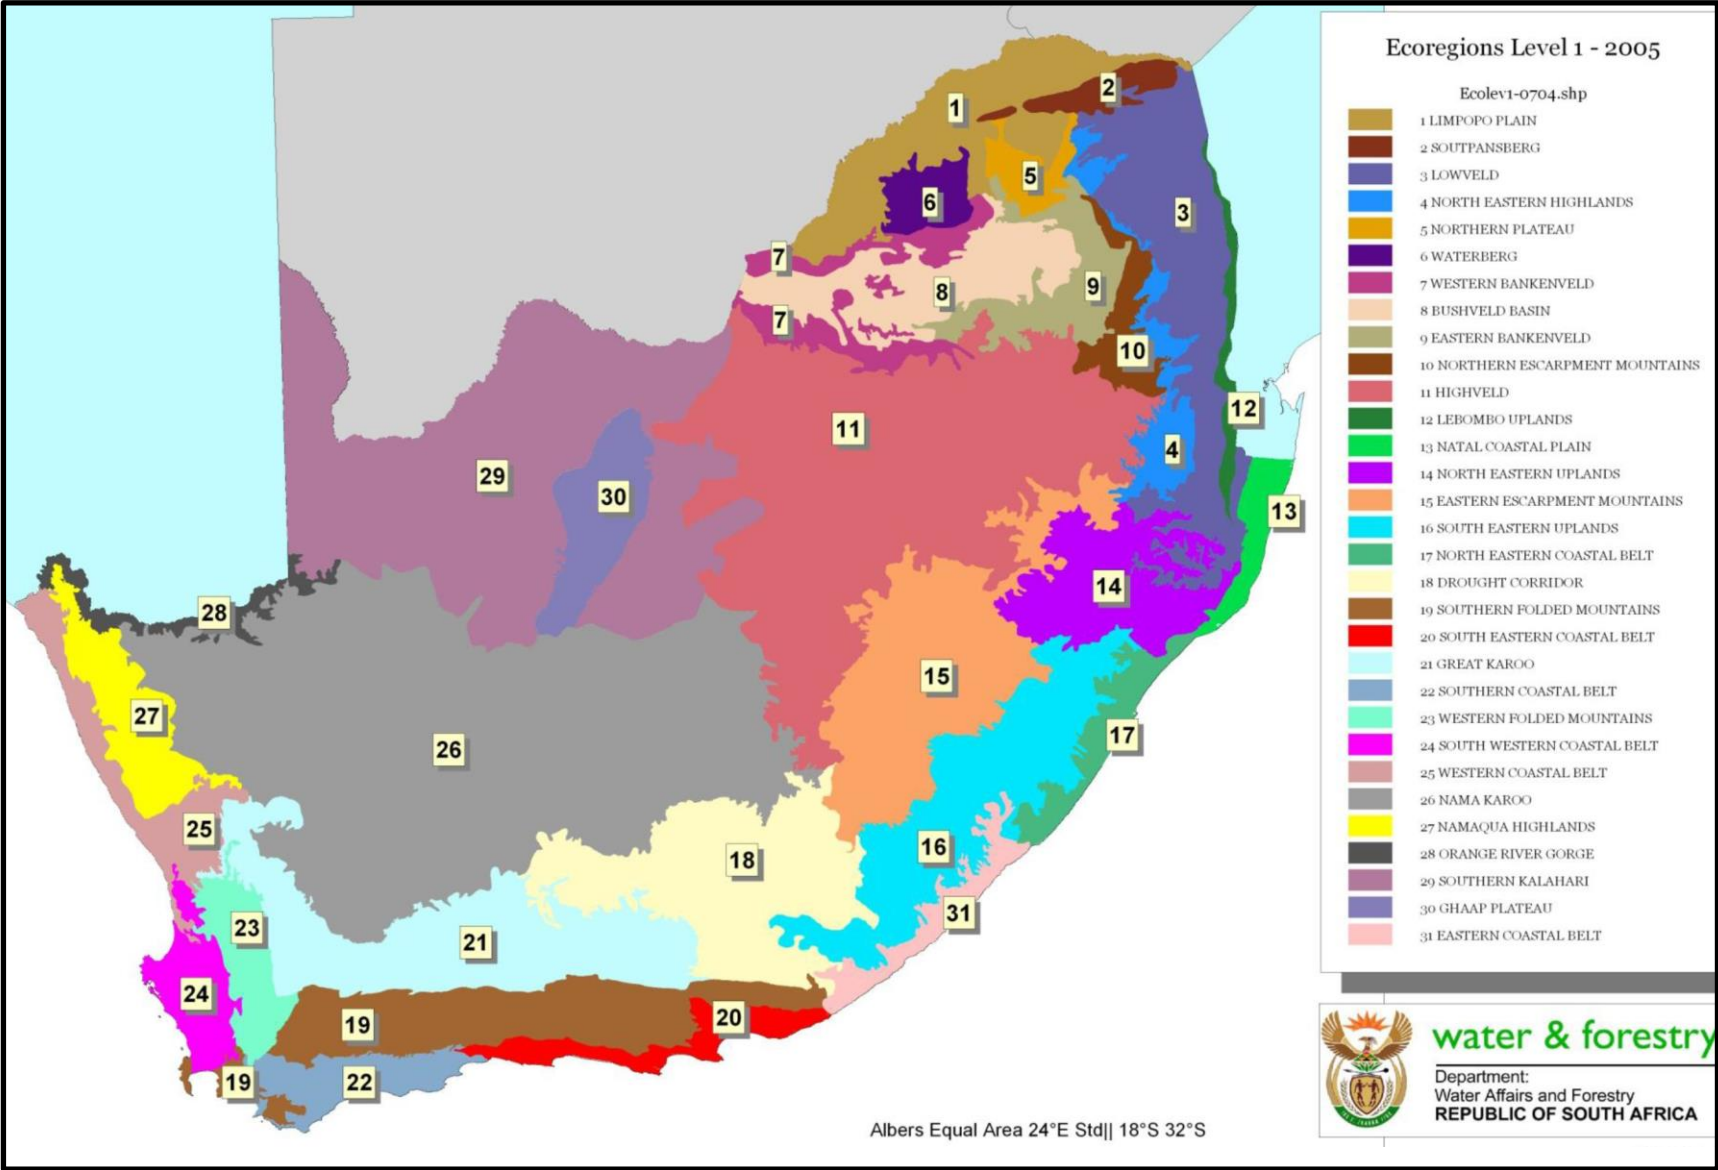 Ecoregions Level 1 - 2005
Ecolev1-0704.shp
1 LIMPOPO PLAIN
2 SOUTPANSBERG
3 LOWVELD
4 NORTH EASTERN HIGHLANDS
5 NORTHERN PLATEAU
6 WATERBERG
7 WESTERN BANKENVELD
8 BUSHVELD BASIN
9 EASTERN BANKENVELD
10 NORTHERN ESCARPMENT MOUNTAINS
11 HIGHVELD
12 LEBOMBO UPLANDS
13 NATAL COASTAL PLAIN
14 NORTH EASTERN UPLANDS
15 EASTERN ESCARPMENT MOUNTAINS
16 SOUTH EASTERN UPLANDS
17 NORTH EASTERN COASTAL BELT
18 DROUGHT CORRIDOR
19 SOUTHERN FOLDED MOUNTAINS
20 SOUTH EASTERN COASTAL BELT
21 GREAT KAROO
22 SOUTHERN COASTAL BELT
23 WESTERN FOLDED MOUNTAINS
24 SOUTH WESTERN COASTAL BELT
25 WESTERN COASTAL BELT
26 NAMA KAROO
27 NAMAQUA HIGHLANDS
28 ORANGE RIVER GORGE
29 SOUTHERN KALAHARI
30 GHAAP PLATEAU
31 EASTERN COASTAL BELT
2
1
5
6
3
7
9
8
7
10
12
11
4
29
30
13
14
28
15
27
17
26
25
16
18
31
23
21
24
20
19
19
22
water & forestry
Department:
Water Affairs and Forestry
REPUBLIC OF SOUTH AFRICA
Albers Equal Area 24°E Std|| 18°S 32°S